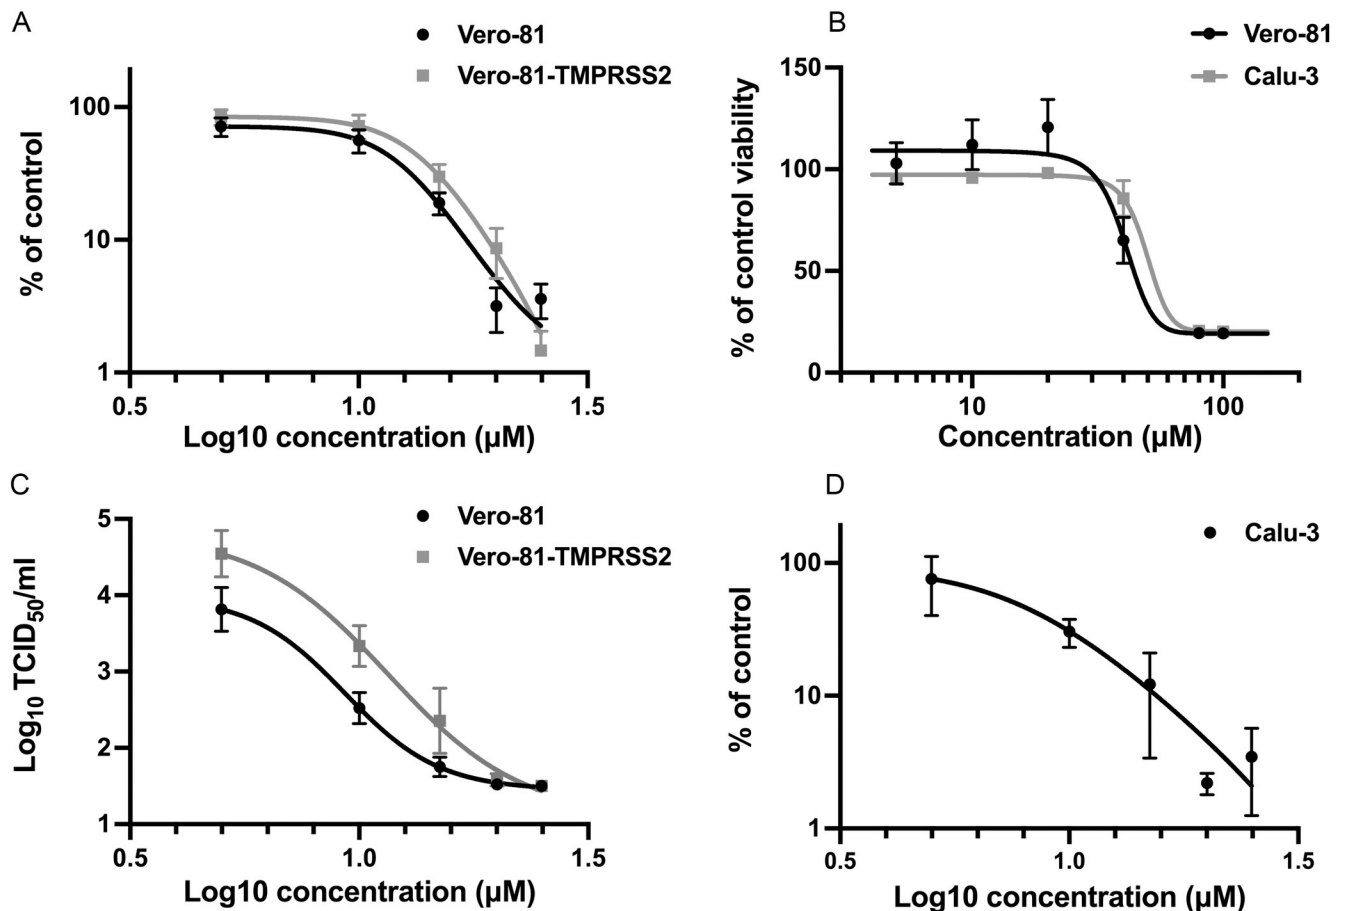 A
Vero-81
Vero-81-TMPRSS2
% of control
100
10
1
0.5
1.0
1.5
Log10 concentration (µM)
B
Vero-81
Calu-3
% of control viability
150
100
50
0
10
100
Concentration (µM)
C
Vero-81
Vero-81-TMPRSS2
Log10 TCID50/ml
5
4
3
2
1
0.5
1.0
1.5
Log10 concentration (µM)
D
Calu-3
% of control
100
10
1
0.5
1.0
1.5
Log10 concentration (µM)